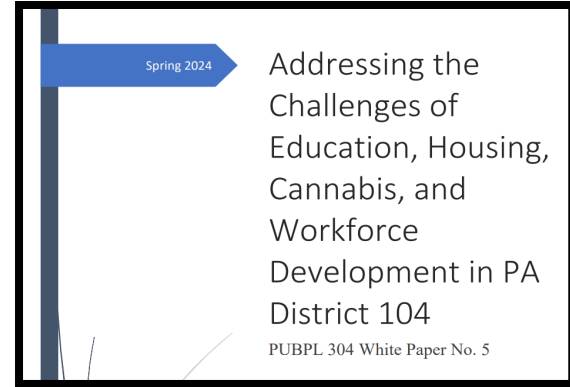 Spring 2024
Addressing the
Challenges of
Education, Housing,
Cannabis, and
Workforce
Development in PA
District 104
PUBPL 304 White Paper No. 5